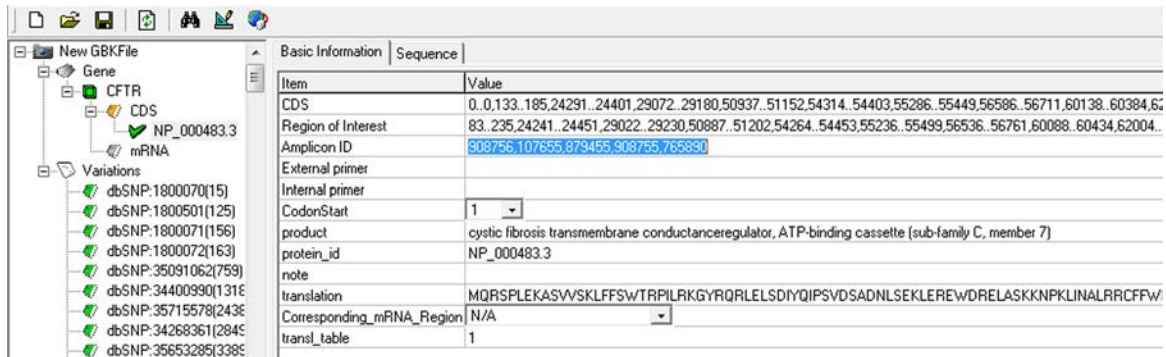 New GBKFile
Gene
CFTR
CDS
NP_000483.3
mRNA
Variations
dbSNP:1800070(15)
dbSNP:1800501(125)
dbSNP:1800071(156)
dbSNP:1800072(163)
dbSNP:35091062(759)
dbSNP:34400990(1318
dbSNP:35715578(2438
dbSNP:34268361(2849
dbSNP:35653285(3389
Basic Information Sequence
Item Value
CDS 0..0,133..185,24291..24401,29072..29180,50937..51152,54314..54403,55286..55449,56586..56711,60138..60384,62
Region of Interest 83..235,24241..24451,29022..29230,50887..51202,54264..54453,55236..55499,56536..56761,60088..60434,62004..
Amplicon ID 908756,107655,879455,908755,765890
External primer
Internal primer
CodonStart 1
product cystic fibrosis transmembrane conductanceregulator, ATP-binding cassette (sub-family C, member 7)
protein_id NP_000483.3
note
translation MQRSPLEKASVVSKLFFSWTRPILRKGYRQRLELSDIYQIPSVDSADNLSEKLEREWDRELASKKNPKLINALRRCFFW
Corresponding_mRNA_Region N/A
transl_table 1